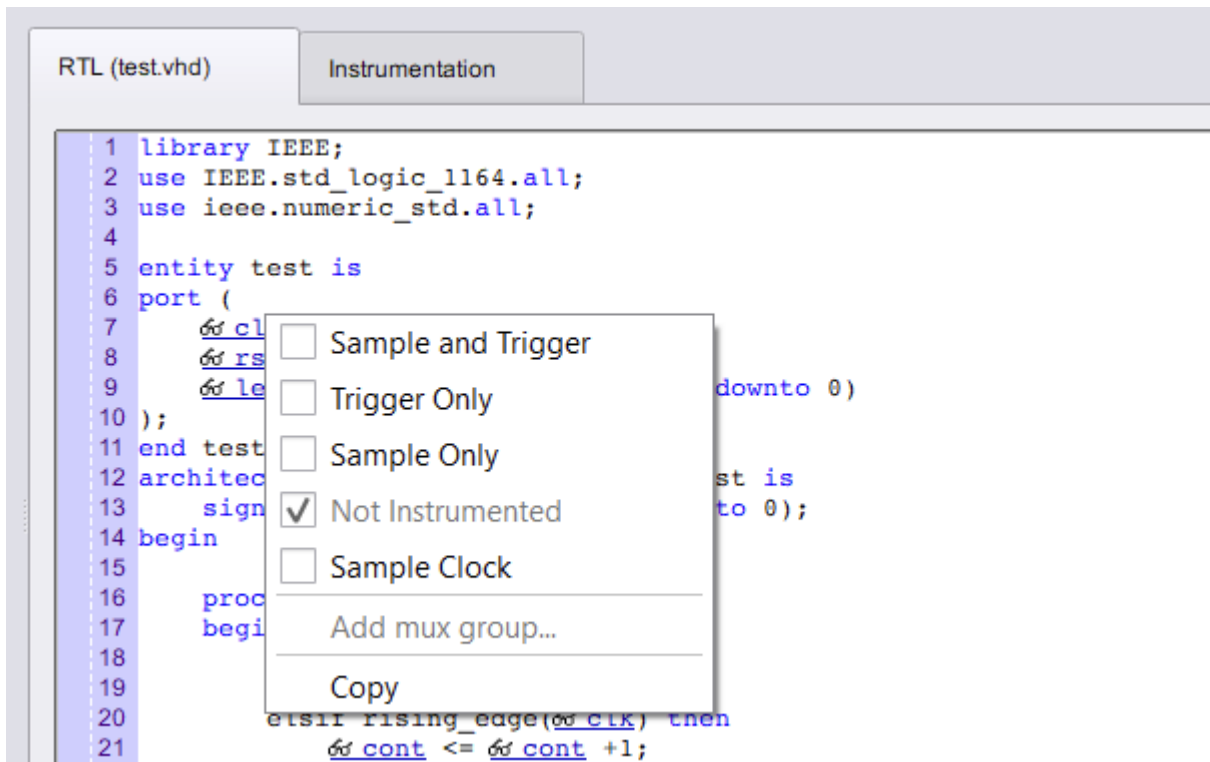 RTL (test.vhd) Instrumentation
1 library IEEE;
2 use IEEE.std_logic_1164.all;
3 use ieee.numeric_std.all;
4
5 entity test is
6 port (
7 cl
8 rs
9 le downto 0)
10 );
11 end test
12 architec st is
13 sign to 0);
14 begin
15
16 proc
17 begi
18
19
20 elsif rising_edge(clk) then
21 cont <= cont +1;
Sample and Trigger
Trigger Only
Sample Only
Not Instrumented
Sample Clock
Add mux group...
Copy